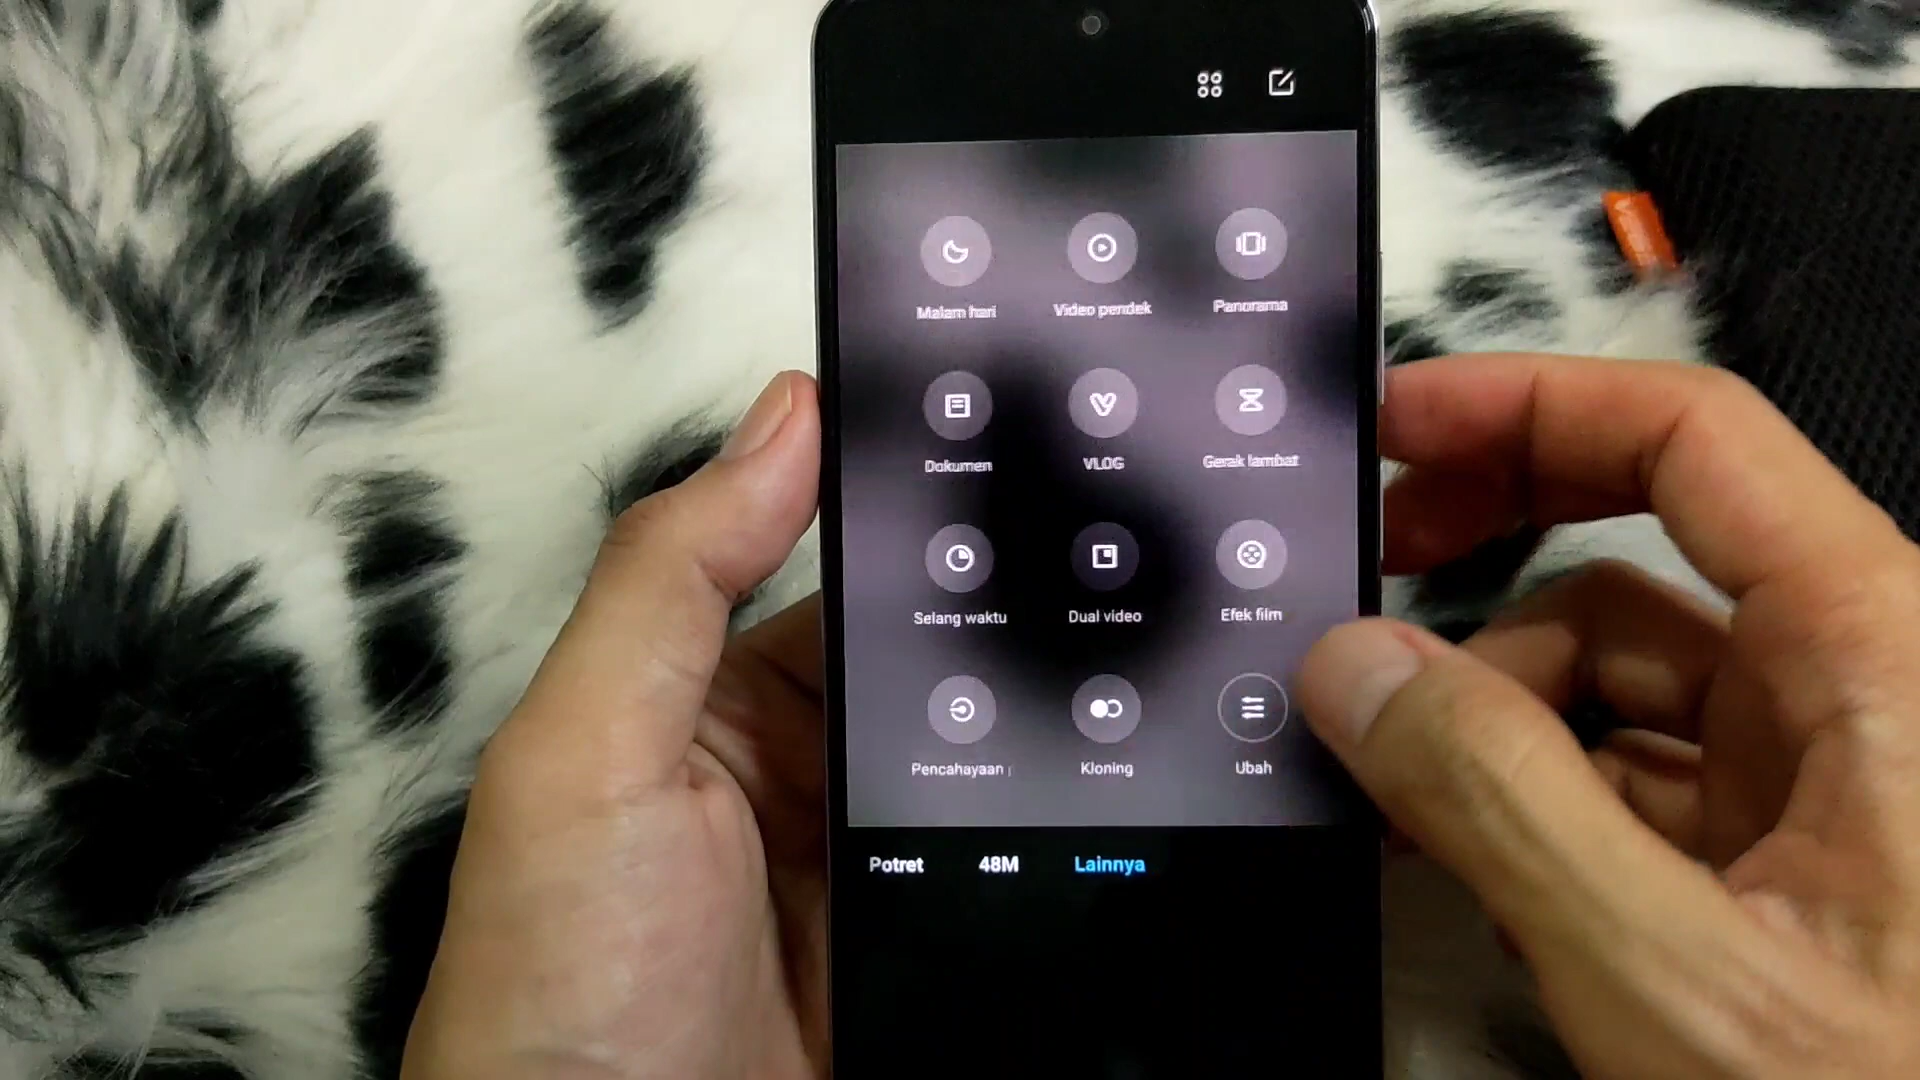 Malam hari
Video pendek
Panorama
Dokumen
VLOG
Gerak lambat
Selang waktu
Dual video
Efek film
Pencahayaan
Kloning
Ubah
Potret
48M
Lainnya